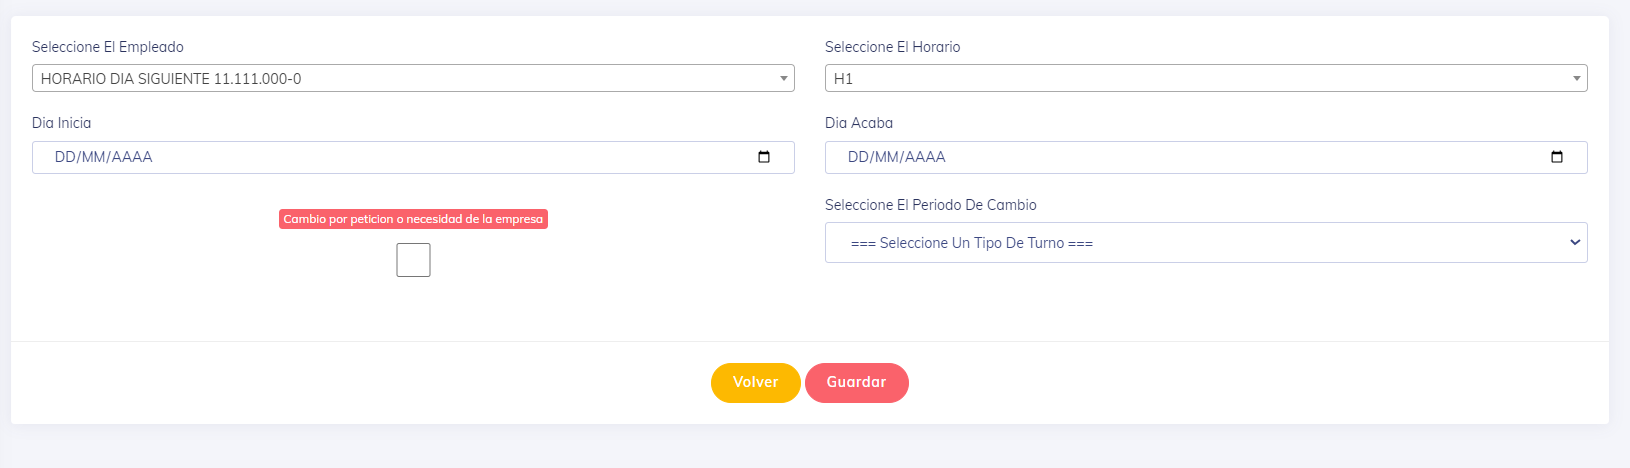 Seleccione El Empleado
HORARIO DIA SIGUIENTE 11.111.000-0
Seleccione El Horario
H1
Dia Inicia
DD/MM/AAAA
Dia Acaba
DD/MM/AAAA
Cambio por peticion o necesidad de la empresa
Seleccione El Periodo De Cambio
=== Seleccione Un Tipo De Turno ===
Volver
Guardar